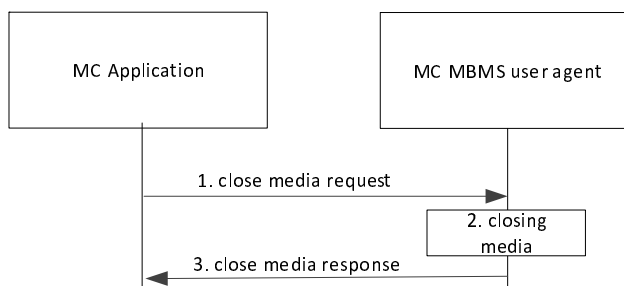 MC Application
MC MBMS user agent
1. close media request
2. closing
media
3. close media response